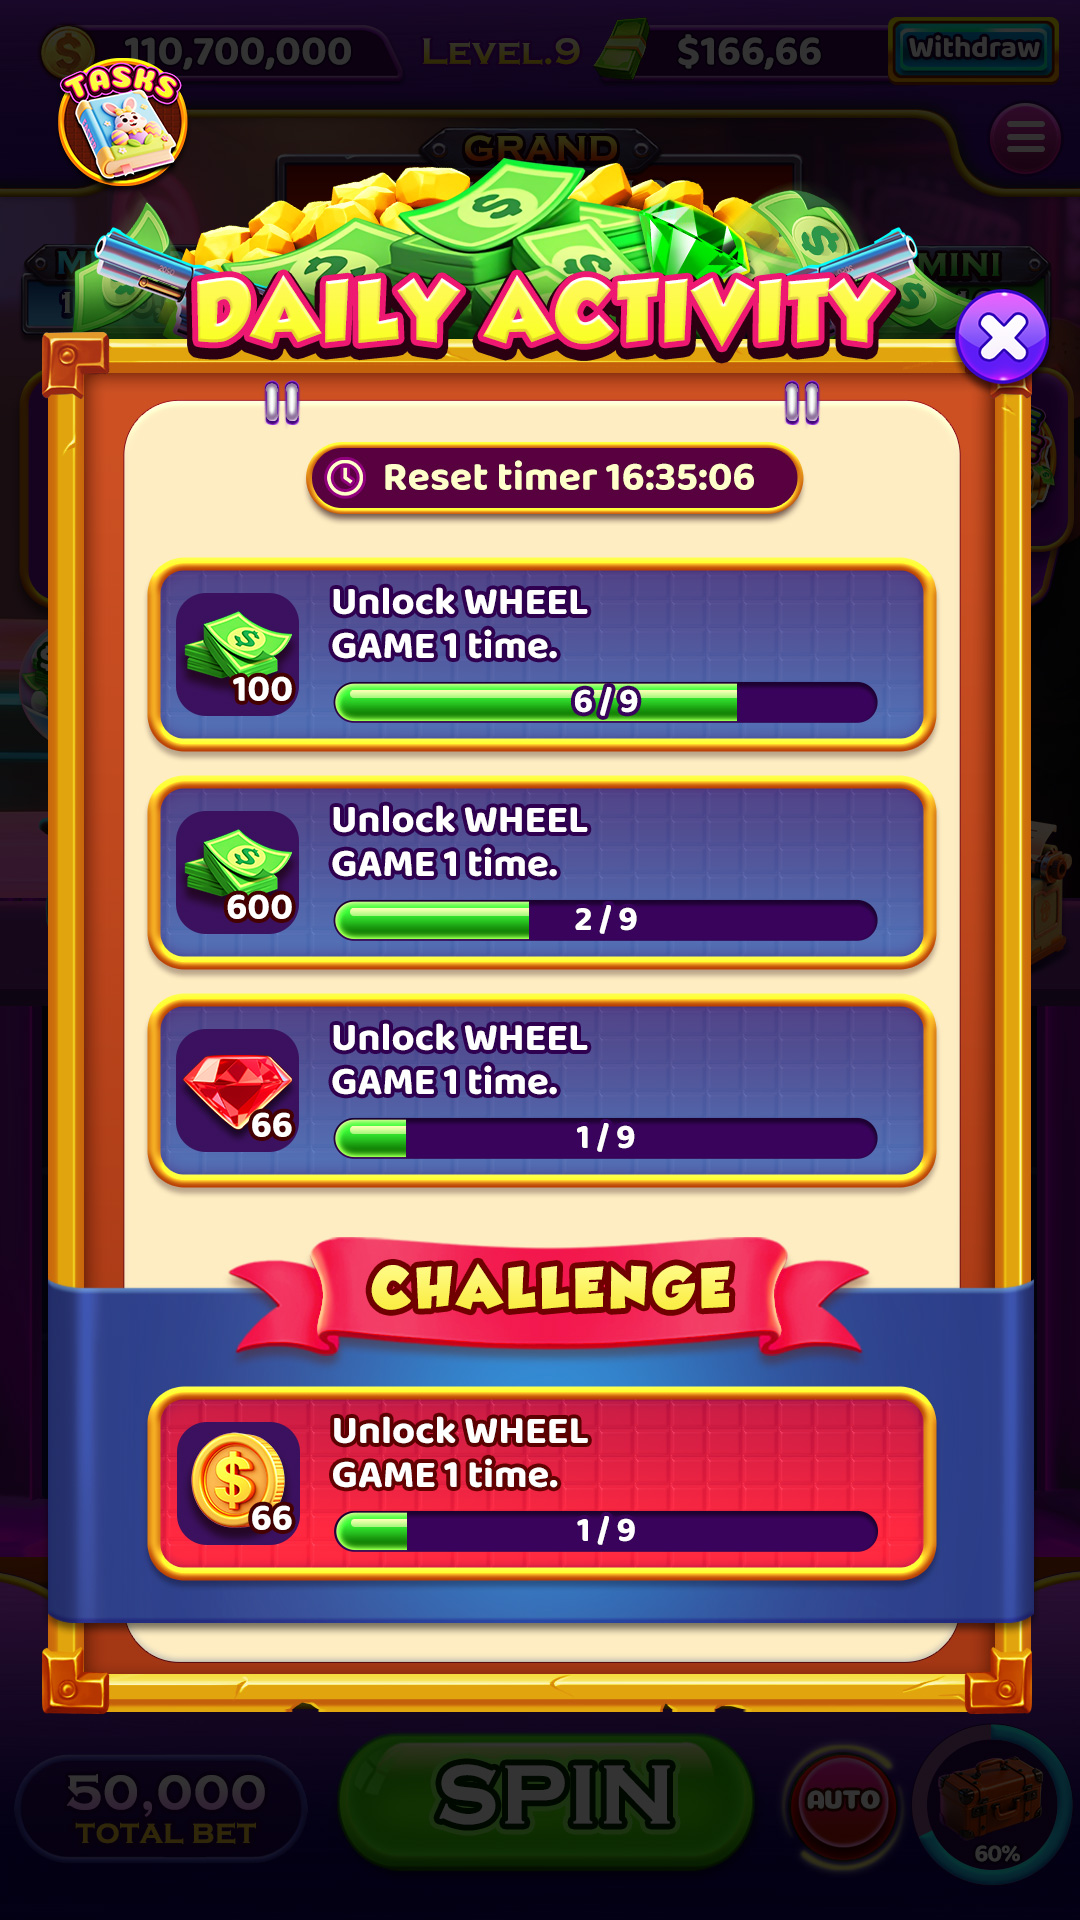 110,700,000
LEVEL.9
$166,66
Withdraw
TASKS
GRAND
MINI
DAILY ACTIVITY
Reset timer 16:35:06
Unlock WHEEL
GAME 1 time.
100
6/9
Unlock WHEEL
GAME 1 time.
600
2/9
Unlock WHEEL
GAME 1 time.
66
1/9
CHALLENGE
Unlock WHEEL
GAME 1 time.
66
1/9
50,000
TOTAL BET
SPIN
AUTO
60%